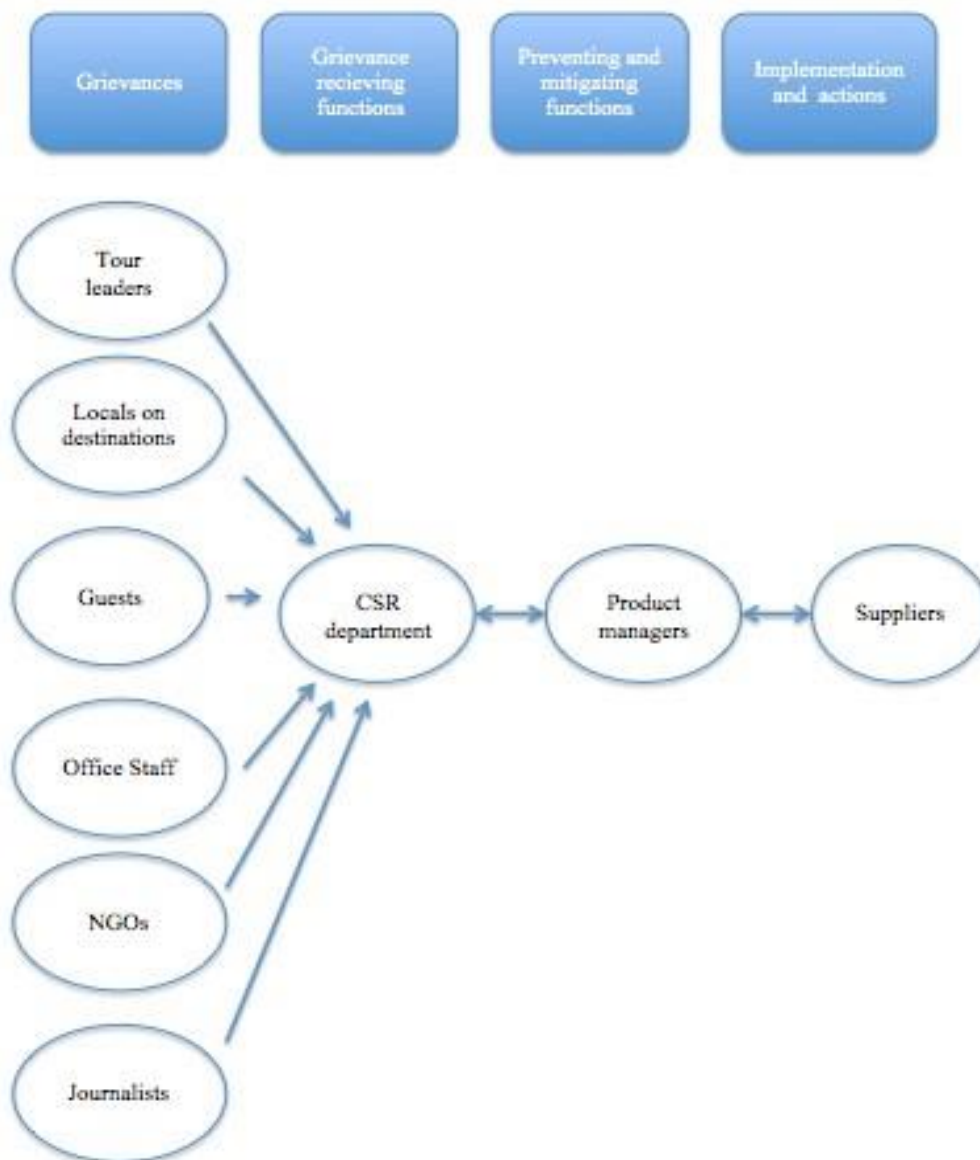 Grievances
Grievance
recieving
functions
Preventing and
mitigating
functions
Implementation
and actions
Tour
leaders
Locals on
destinations
Guests
CSR
department
Product
managers
Suppliers
Office Staff
NGOs
Journalists